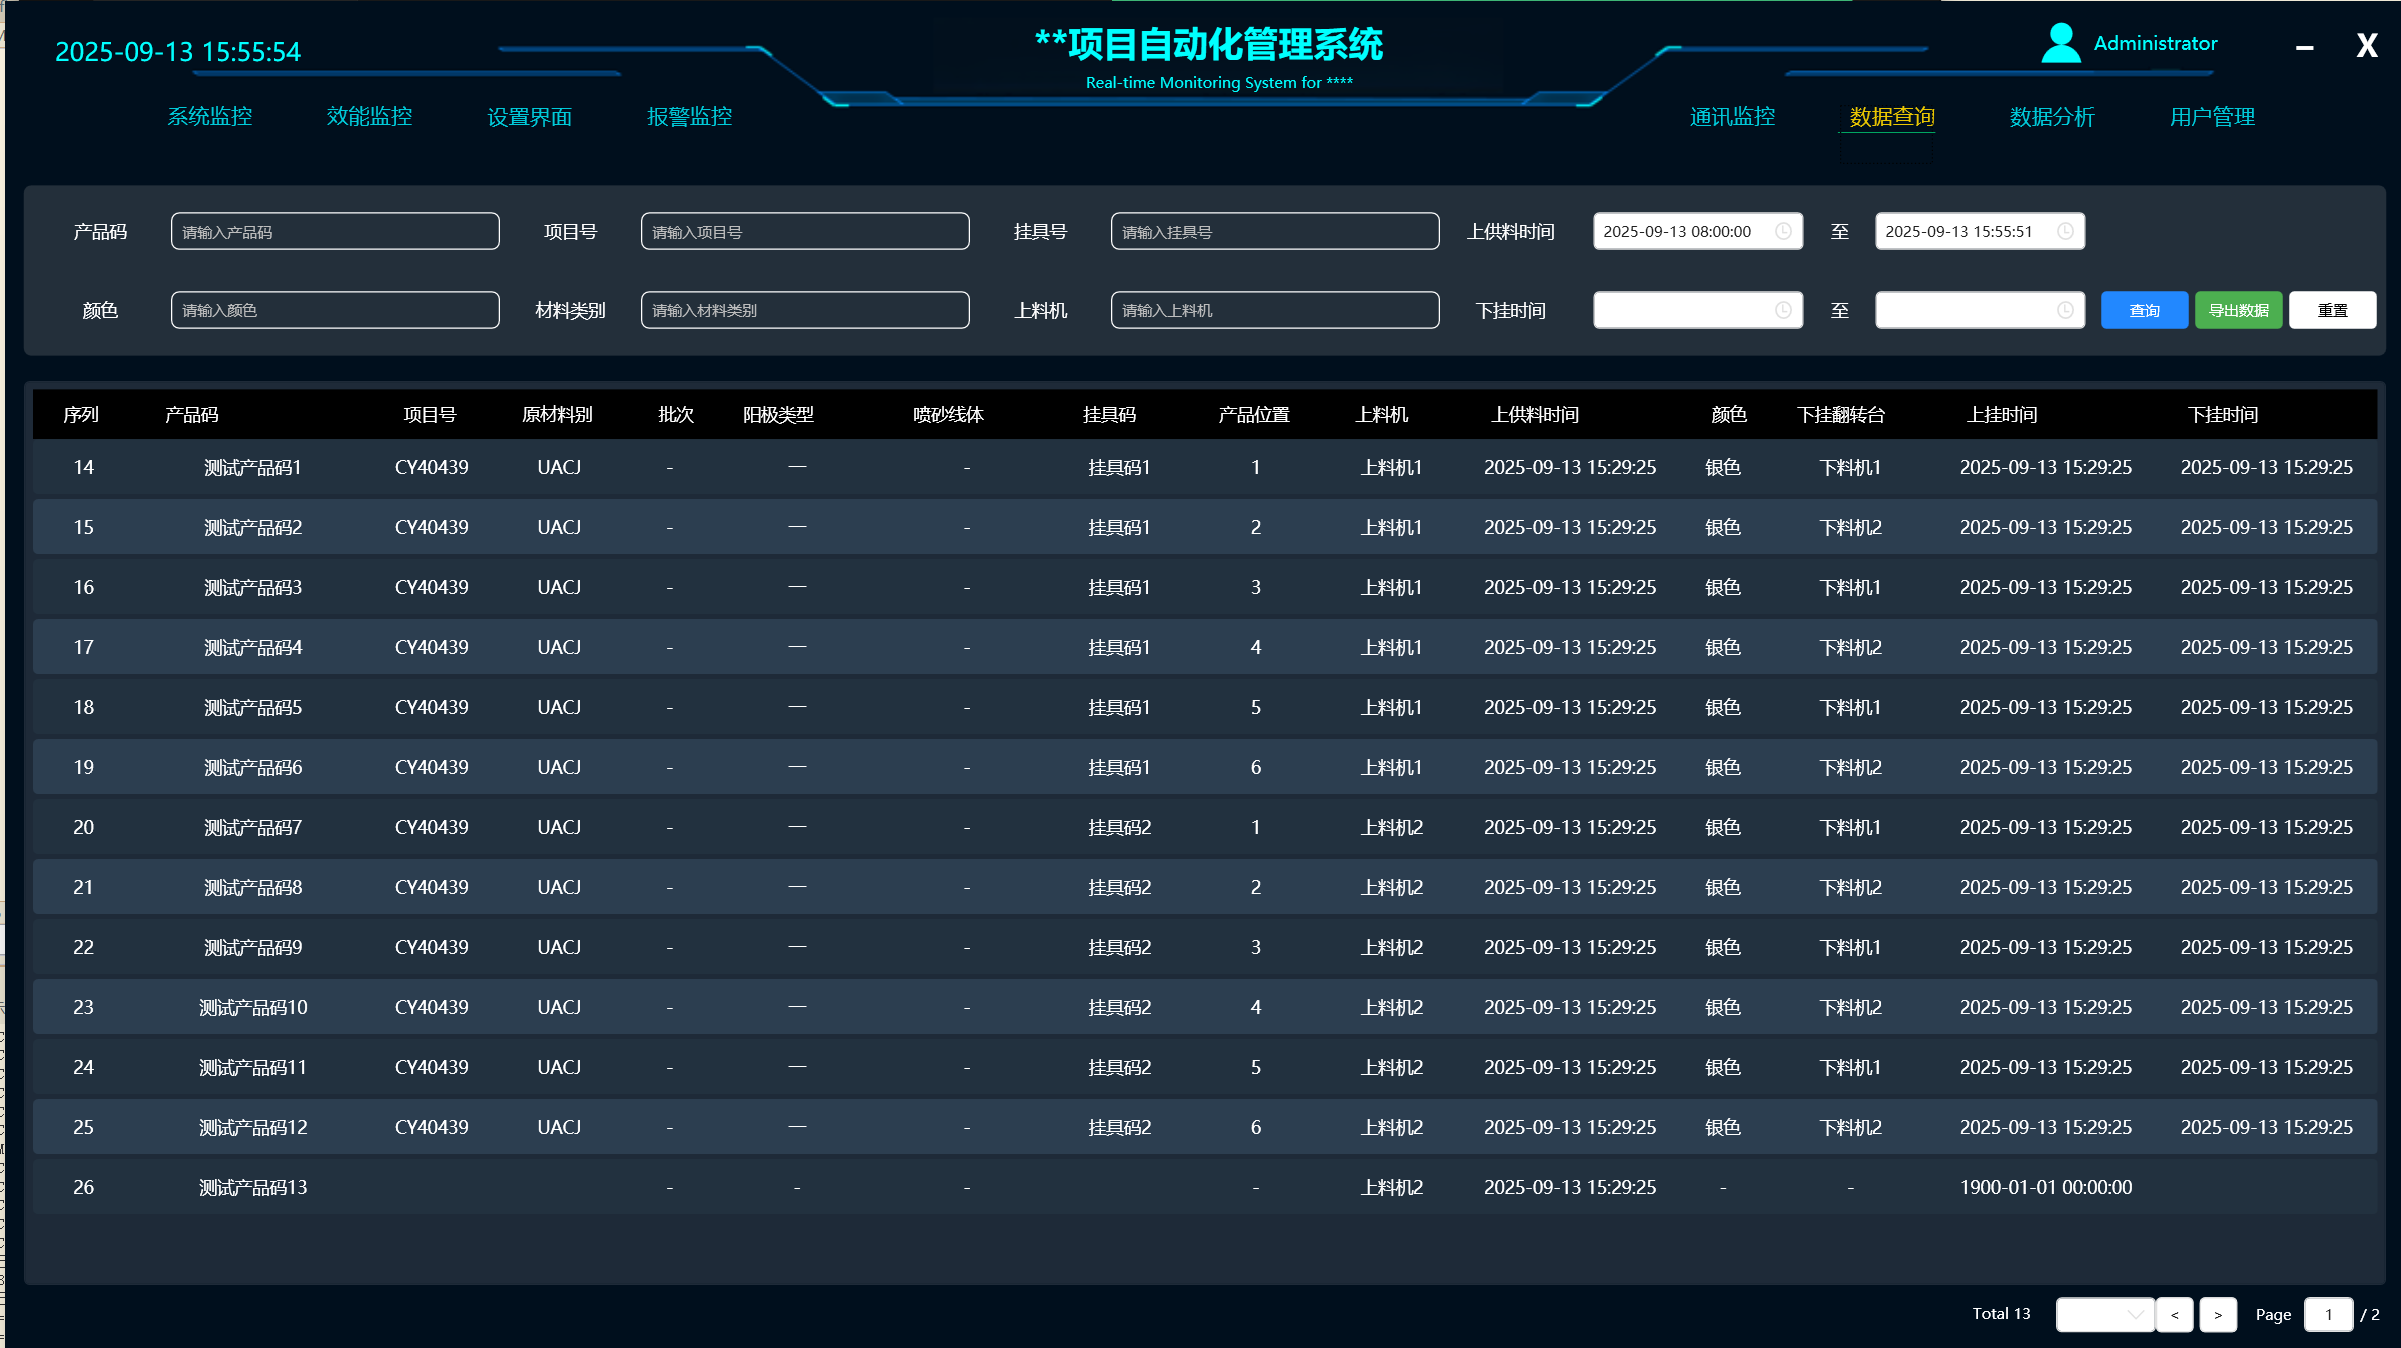 2025-09-13 15:55:54
**项目自动化管理系统
Real-time Monitoring System for ****
Administrator
X
系统监控 效能监控 设置界面 报警监控 通讯监控 数据查询 数据分析 用户管理
产品码 请输入产品码 项目号 请输入项目号 挂具号 请输入挂具号 上供料时间 2025-09-13 08:00:00 至 2025-09-13 15:55:51
颜色 请输入颜色 材料类别 请输入材料类别 上料机 请输入上料机 下挂时间 至 查询 导出数据 重置
序列 产品码 项目号 原材料别 批次 阳极类型 喷砂线体 挂具码 产品位置 上料机 上供料时间 颜色 下挂翻转台 上挂时间 下挂时间
14 测试产品码1 CY40439 UACJ - — - 挂具码1 1 上料机1 2025-09-13 15:29:25 银色 下料机1 2025-09-13 15:29:25 2025-09-13 15:29:25
15 测试产品码2 CY40439 UACJ - — - 挂具码1 2 上料机1 2025-09-13 15:29:25 银色 下料机2 2025-09-13 15:29:25 2025-09-13 15:29:25
16 测试产品码3 CY40439 UACJ - — - 挂具码1 3 上料机1 2025-09-13 15:29:25 银色 下料机1 2025-09-13 15:29:25 2025-09-13 15:29:25
17 测试产品码4 CY40439 UACJ - — - 挂具码1 4 上料机1 2025-09-13 15:29:25 银色 下料机2 2025-09-13 15:29:25 2025-09-13 15:29:25
18 测试产品码5 CY40439 UACJ - — - 挂具码1 5 上料机1 2025-09-13 15:29:25 银色 下料机1 2025-09-13 15:29:25 2025-09-13 15:29:25
19 测试产品码6 CY40439 UACJ - — - 挂具码1 6 上料机1 2025-09-13 15:29:25 银色 下料机2 2025-09-13 15:29:25 2025-09-13 15:29:25
20 测试产品码7 CY40439 UACJ - — - 挂具码2 1 上料机2 2025-09-13 15:29:25 银色 下料机1 2025-09-13 15:29:25 2025-09-13 15:29:25
21 测试产品码8 CY40439 UACJ - — - 挂具码2 2 上料机2 2025-09-13 15:29:25 银色 下料机2 2025-09-13 15:29:25 2025-09-13 15:29:25
22 测试产品码9 CY40439 UACJ - — - 挂具码2 3 上料机2 2025-09-13 15:29:25 银色 下料机1 2025-09-13 15:29:25 2025-09-13 15:29:25
23 测试产品码10 CY40439 UACJ - — - 挂具码2 4 上料机2 2025-09-13 15:29:25 银色 下料机2 2025-09-13 15:29:25 2025-09-13 15:29:25
24 测试产品码11 CY40439 UACJ - — - 挂具码2 5 上料机2 2025-09-13 15:29:25 银色 下料机1 2025-09-13 15:29:25 2025-09-13 15:29:25
25 测试产品码12 CY40439 UACJ - — - 挂具码2 6 上料机2 2025-09-13 15:29:25 银色 下料机2 2025-09-13 15:29:25 2025-09-13 15:29:25
26 测试产品码13 - - - - 上料机2 2025-09-13 15:29:25 - - 1900-01-01 00:00:00
Total 13 < > Page 1 / 2